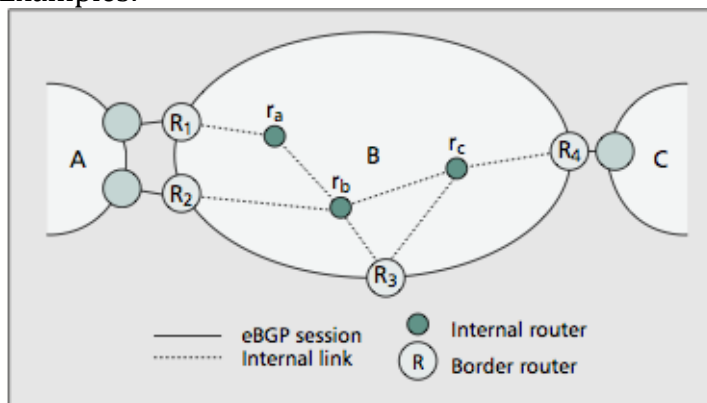 Examples:
R1
ra
A
B
rc
R4
C
R2
rb
R3
eBGP session
Internal link
Internal router
R Border router